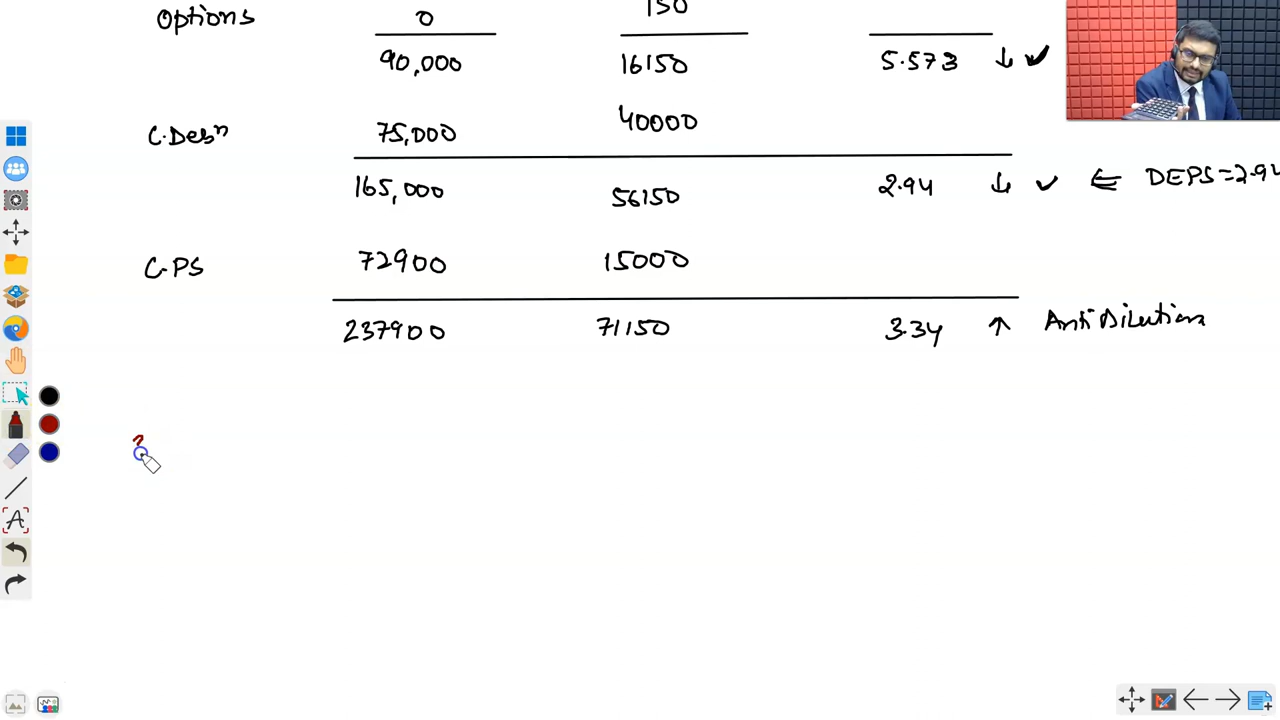 Options 0 150
90,000 16150 5.573 ↓ ✓
C.Debⁿ 75,000 40000
165,000 56150 2.94 ↓ ✓ ⇐ DEPS=2.94
C.PS 72900 15000
237900 71150 3.34 ↑ Anti Dilution